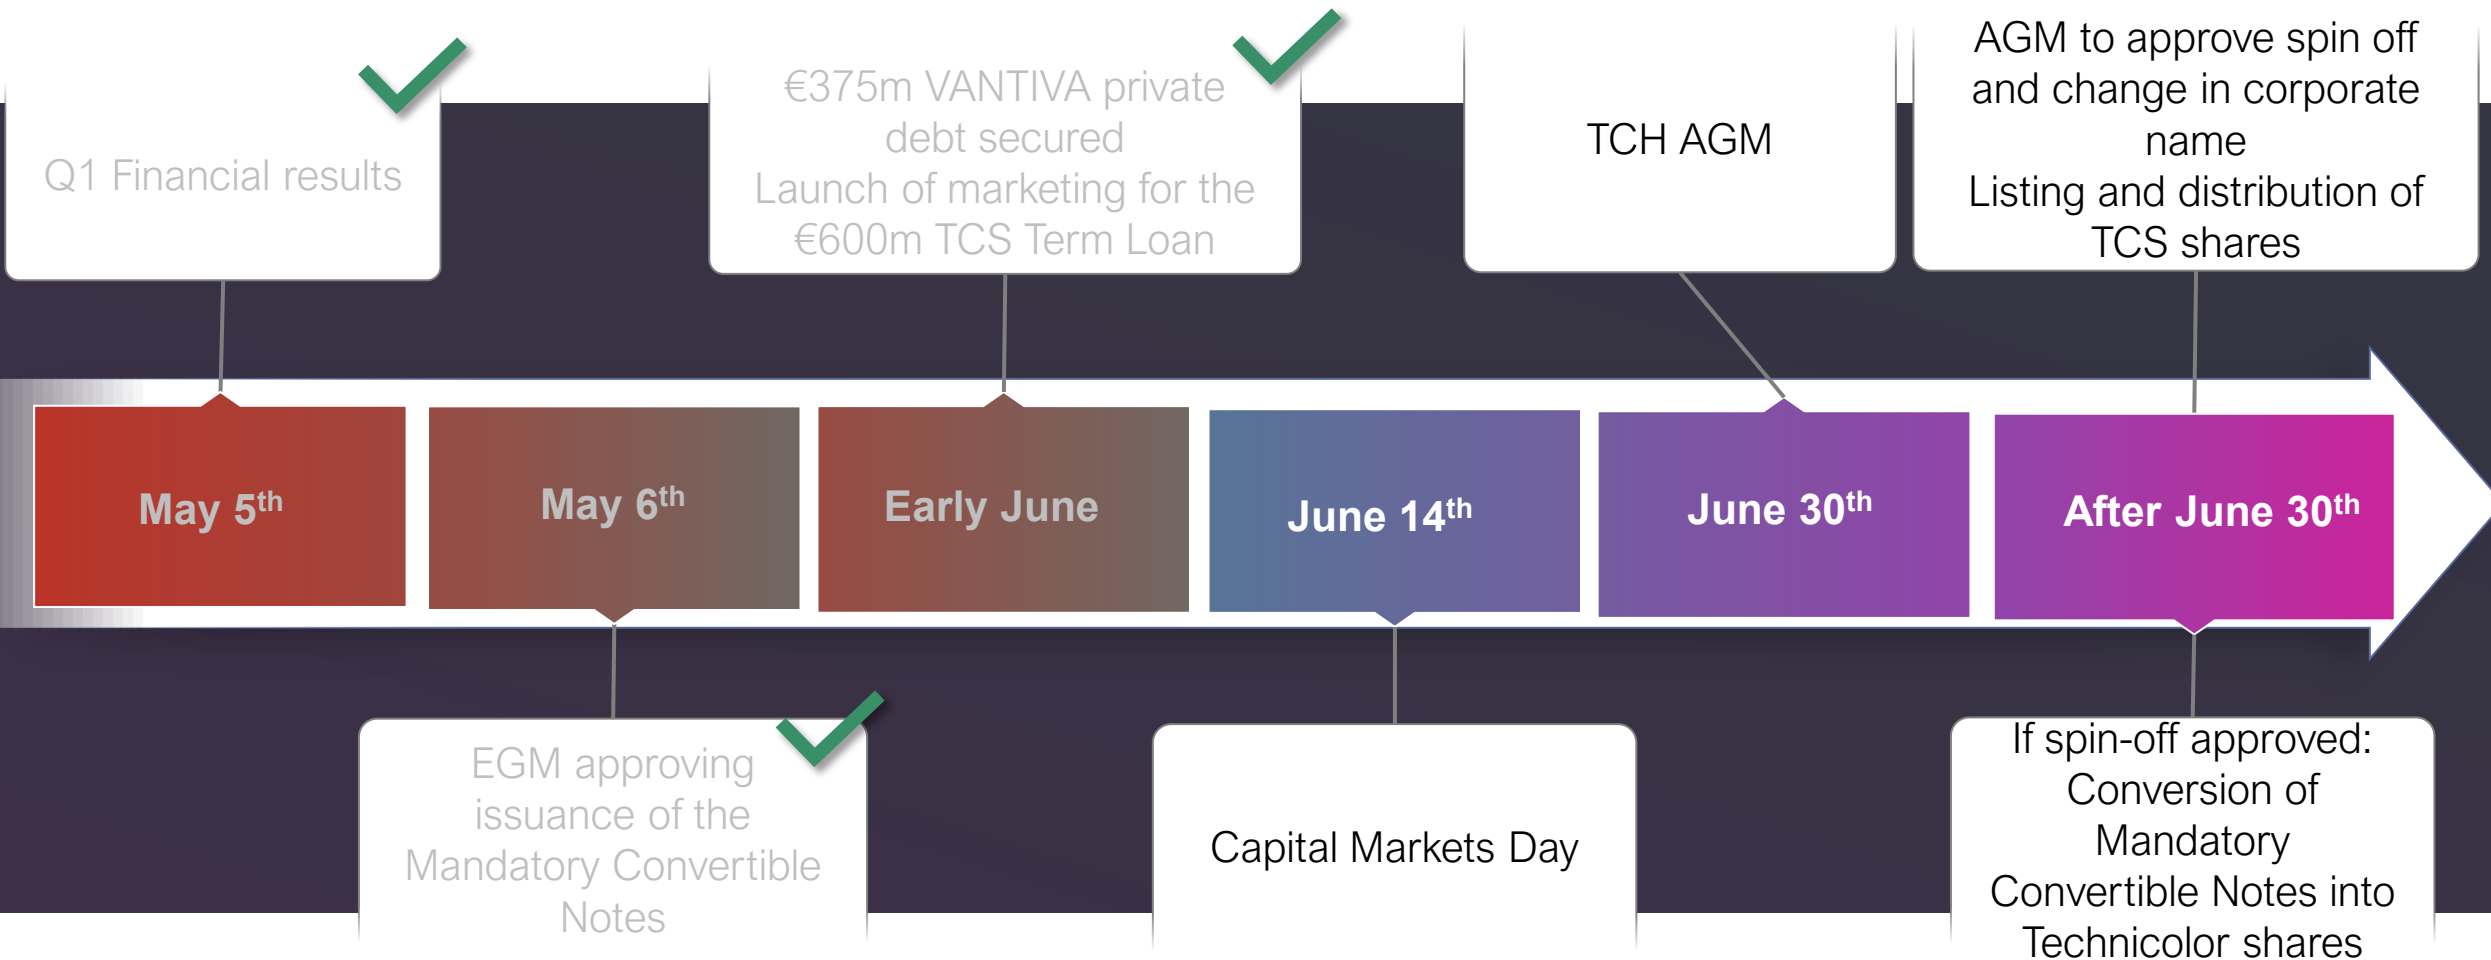 Q1 Financial results
€375m VANTIVA private
debt secured
Launch of marketing for the
€600m TCS Term Loan
TCH AGM
AGM to approve spin off
and change in corporate
name
Listing and distribution of
TCS shares
May 5th
May 6th
Early June
June 14th
June 30th
After June 30th
EGM approving
issuance of the
Mandatory Convertible
Notes
Capital Markets Day
If spin-off approved:
Conversion of
Mandatory
Convertible Notes into
Technicolor shares